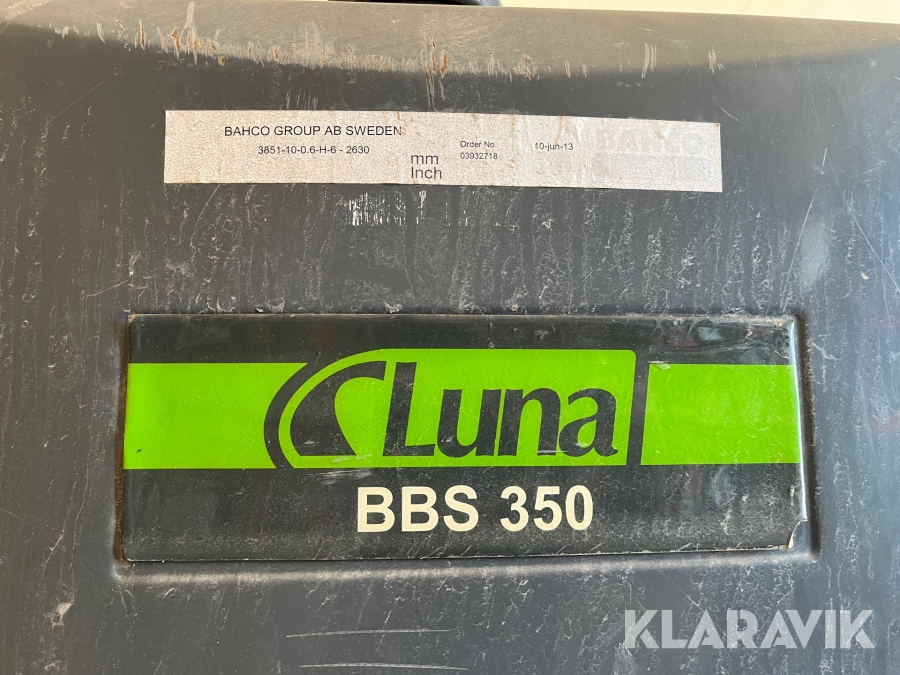 BAHCO GROUP AB SWEDEN
3851-10-0.6-H-6 - 2630
mm
Inch
Order No
03932718
10-jun-13
Luna
BBS 350
KLARAVIK